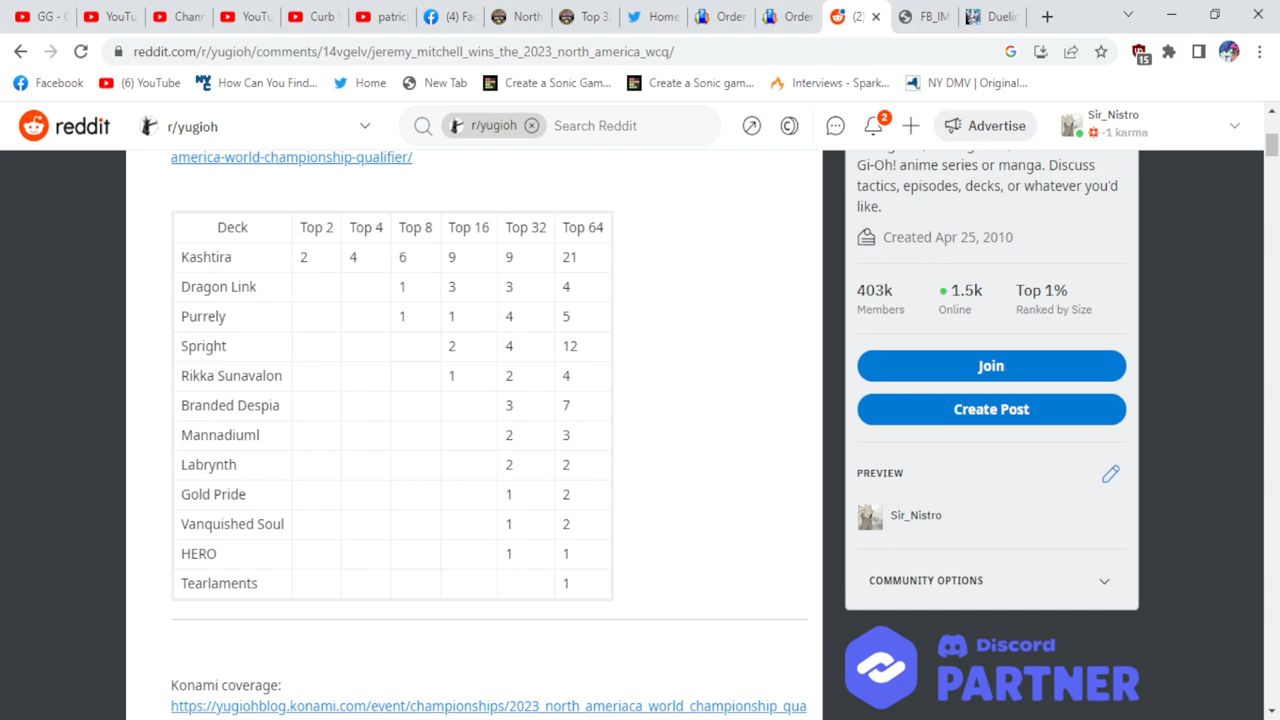 GG - C
YouTu
Chann
YouTu
Curb
patric
(4) Fa
North
Top 3
Home
Order
Order
(2)
FB_IM
Duelin
reddit.com/r/yugioh/comments/14vgelv/jeremy_mitchell_wins_the_2023_north_america_wcq/
15
Facebook
(6) YouTube
How Can You Find...
Home
New Tab
Create a Sonic Gam...
Create a Sonic gam...
Interviews - Spark...
NY DMV | Original...
reddit
r/yugioh
r/yugioh
Search Reddit
2
Advertise
Sir_Nistro
-1 karma
america-world-championship-qualifier/
Deck Top 2 Top 4 Top 8 Top 16 Top 32 Top 64
Kashtira 2 4 6 9 9 21
Dragon Link 1 3 3 4
Purrely 1 1 4 5
Spright 2 4 12
Rikka Sunavalon 1 2 4
Branded Despia 3 7
Mannadiuml 2 3
Labrynth 2 2
Gold Pride 1 2
Vanquished Soul 1 2
HERO 1 1
Tearlaments 1
Konami coverage:
https://yugiohblog.konami.com/event/championships/2023_north_ameriaca_world_championship_qua
Gi-Oh! anime series or manga. Discuss
tactics, episodes, decks, or whatever you'd
like.
Created Apr 25, 2010
403k
Members
1.5k
Online
Top 1%
Ranked by Size
Join
Create Post
PREVIEW
Sir_Nistro
COMMUNITY OPTIONS
Discord
PARTNER